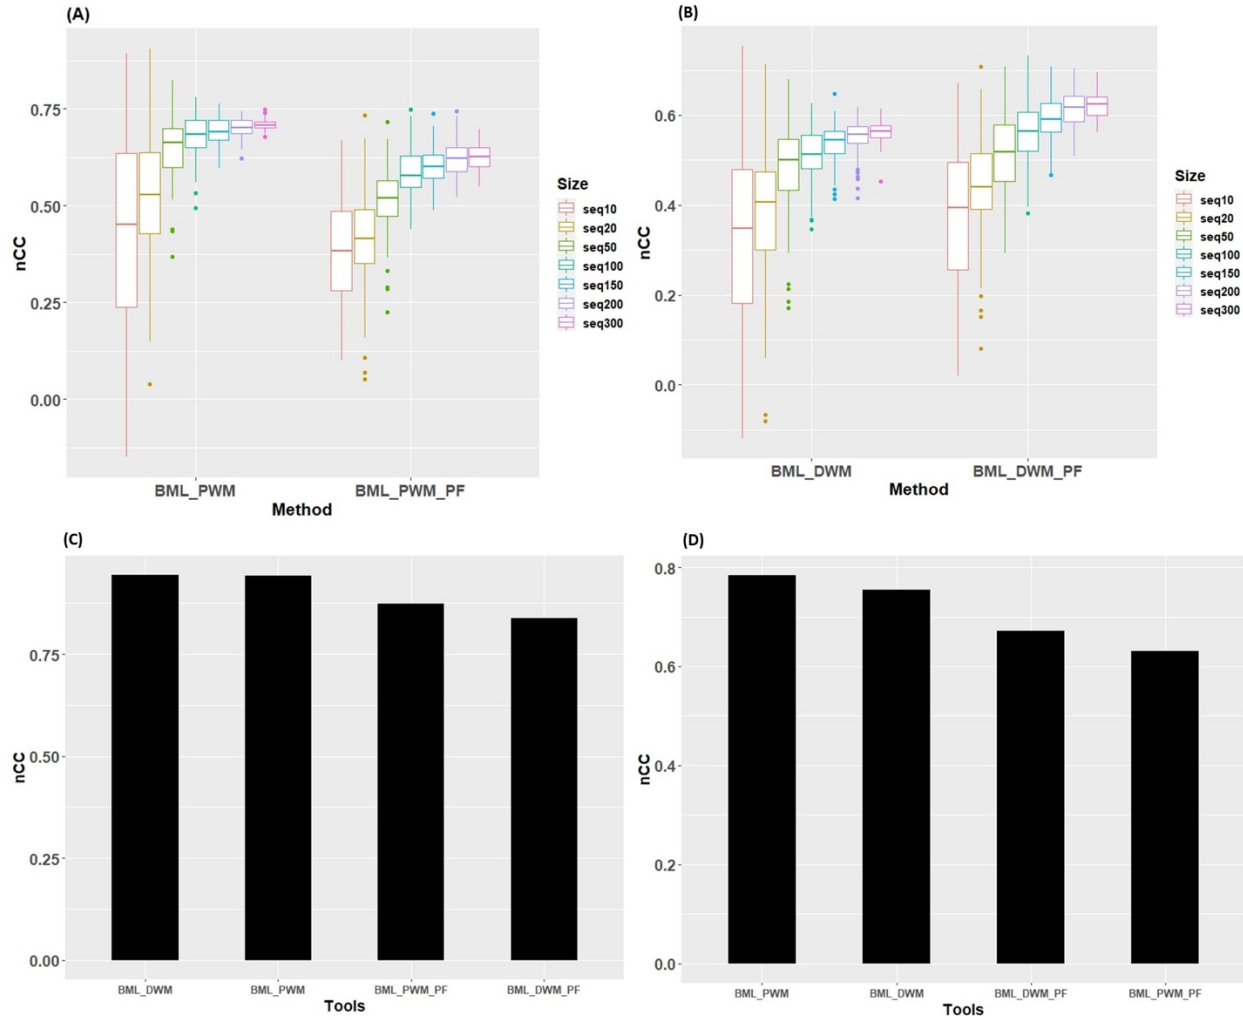 (A)
0.75
0.50
0.25
0.00
nCC
BML_PWM
BML_PWM_PF
Method
Size
seq10
seq20
seq50
seq100
seq150
seq200
seq300
(B)
0.6
0.4
0.2
0.0
nCC
BML_DWM
BML_DWM_PF
Method
Size
seq10
seq20
seq50
seq100
seq150
seq200
seq300
(C)
0.75
0.50
0.25
0.00
nCC
BML_DWM
BML_PWM
BML_PWM_PF
BML_DWM_PF
Tools
(D)
0.8
0.6
0.4
0.2
0.0
nCC
BML_PWM
BML_DWM
BML_DWM_PF
BML_PWM_PF
Tools